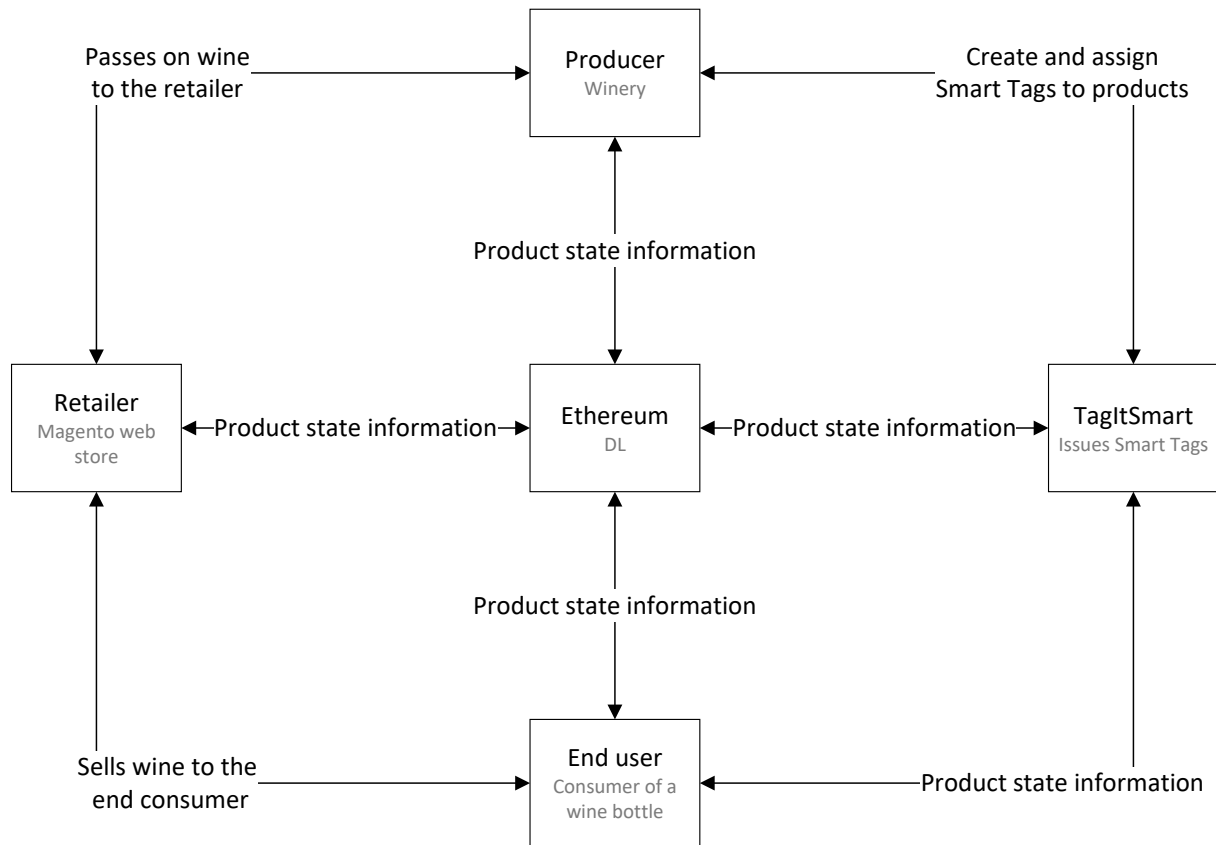 Passes on wine
to the retailer
Producer
Winery
Create and assign
Smart Tags to products
Product state information
Retailer
Magento web
store
Product state information
Ethereum
DL
Product state information
TagItSmart
Issues Smart Tags
Product state information
Sells wine to the
end consumer
End user
Consumer of a
wine bottle
Product state information